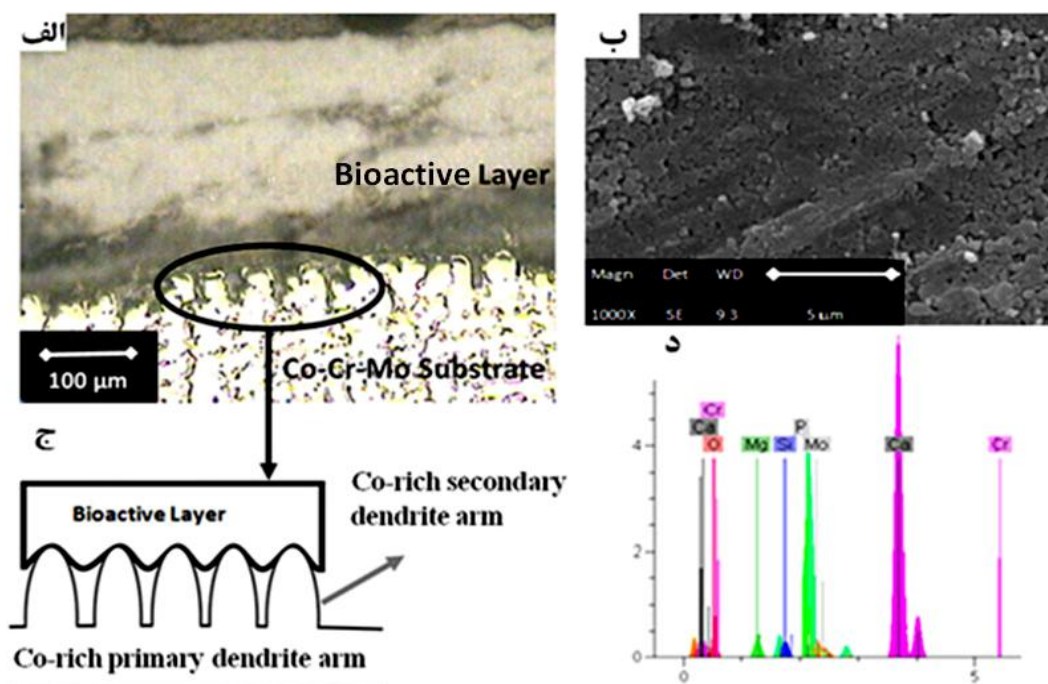 الف
Bioactive Layer
Co-Cr-Mo Substrate
100 µm
ب
Magn Det WD
1000X SE 9 3 5 µm
ج
Bioactive Layer
Co-rich secondary
dendrite arm
Co-rich primary dendrite arm
د
Cr
Ca P
O Mg Si Mo Ca Cr
4
2
0
0 5